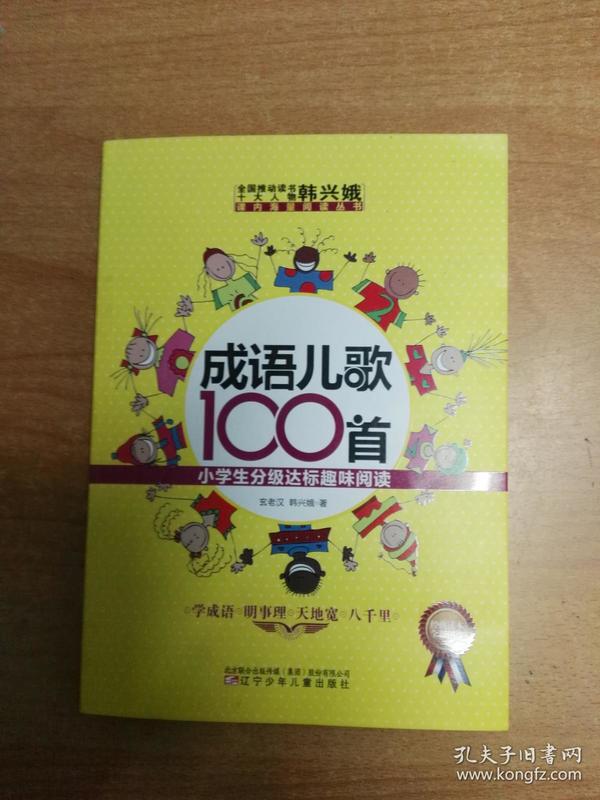 全国推动读书
十大人物
韩兴娥
课内海量阅读丛书
2
成语儿歌
100首
小学生分级达标趣味阅读
玄老汉 韩兴娥◎著
学成语 明事理 天地宽 八千里
北京联合出版传媒（集团）股份有限公司
辽宁少年儿童出版社
孔夫子旧书网
www.kongfz.com